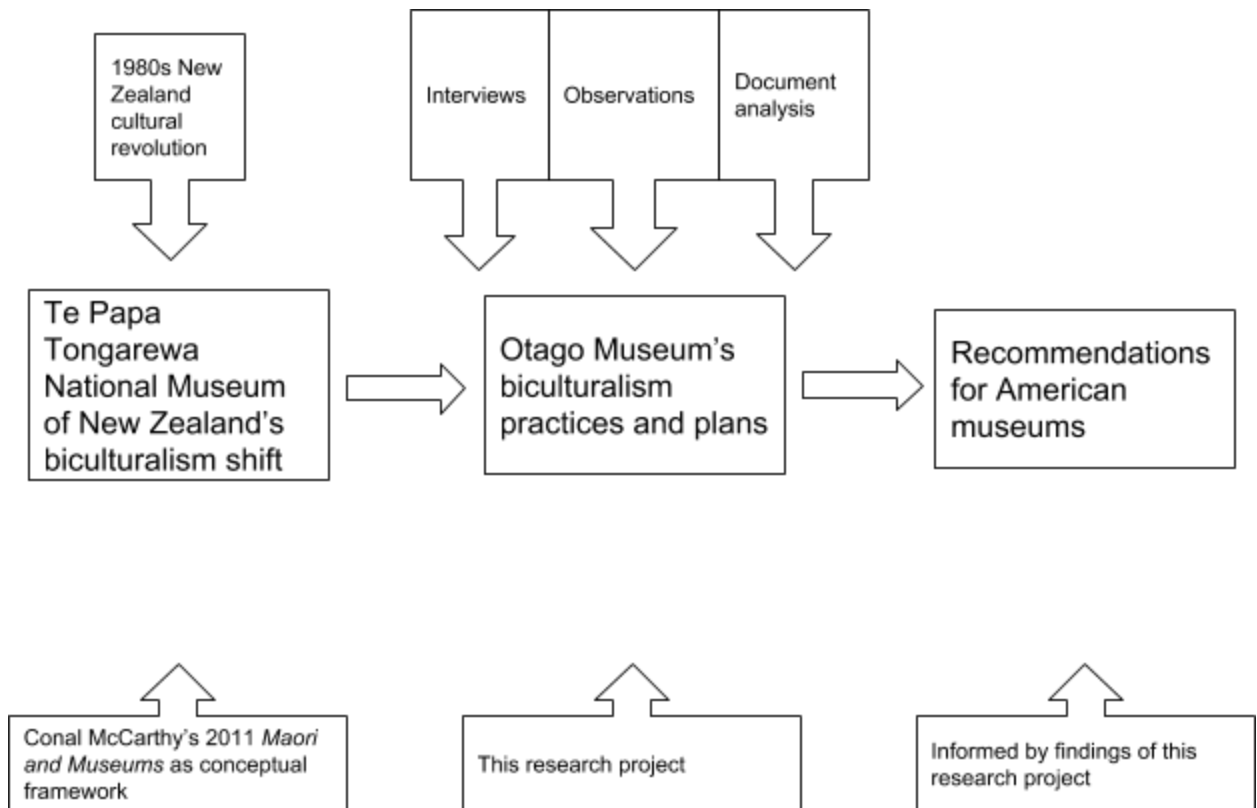 1980s New
Zealand
cultural
revolution
Interviews
Observations
Document
analysis
Te Papa
Tongarewa
National Museum
of New Zealand’s
biculturalism shift
Otago Museum’s
biculturalism
practices and plans
Recommendations
for American
museums
Conal McCarthy’s 2011 Maori
and Museums as conceptual
framework
This research project
Informed by findings of this
research project